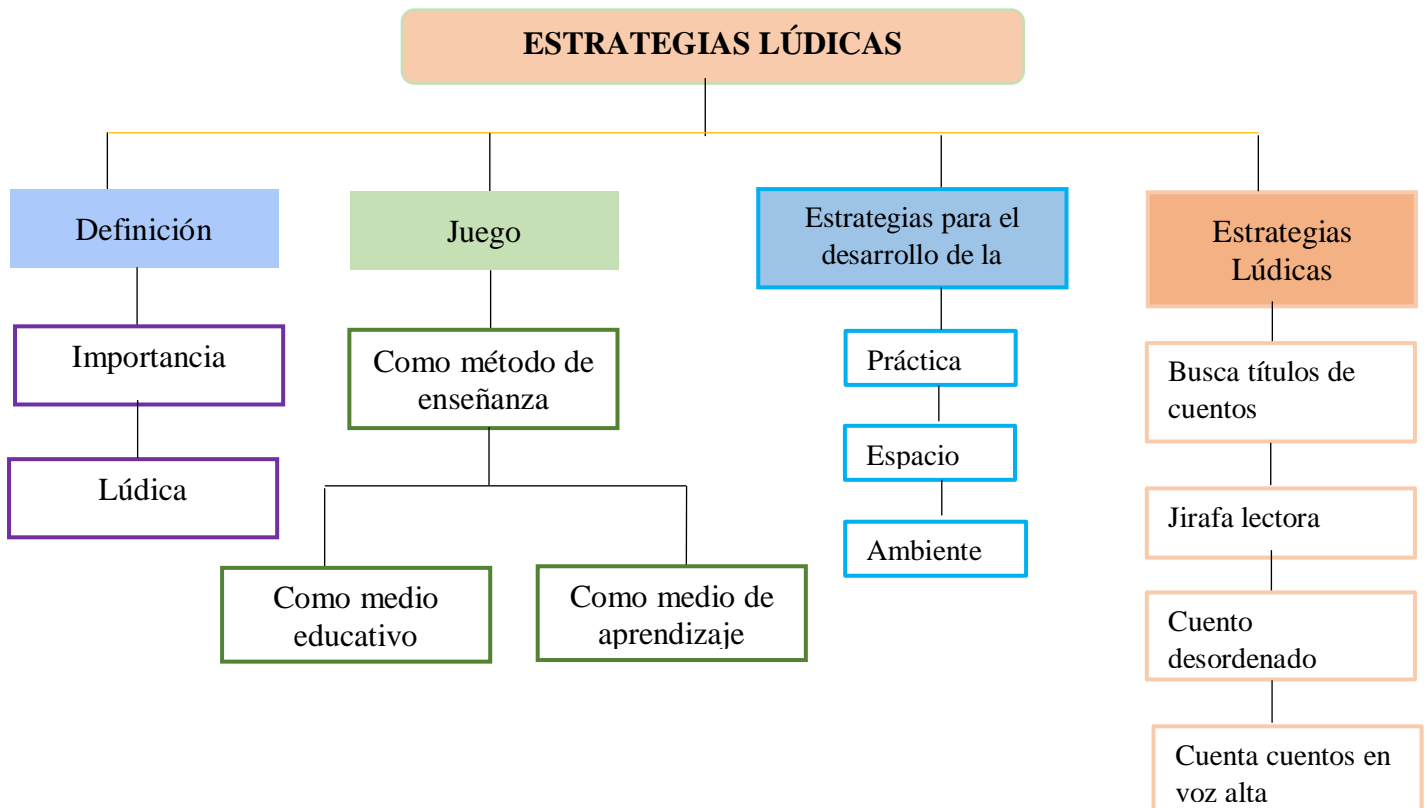 ESTRATEGIAS LÚDICAS
Definición
Importancia
Lúdica
Juego
Como método de
enseñanza
Como medio
educativo
Como medio de
aprendizaje
Estrategias para el
desarrollo de la
Práctica
Espacio
Ambiente
Estrategias
Lúdicas
Busca títulos de
cuentos
Jirafa lectora
Cuento
desordenado
Cuenta cuentos en
voz alta